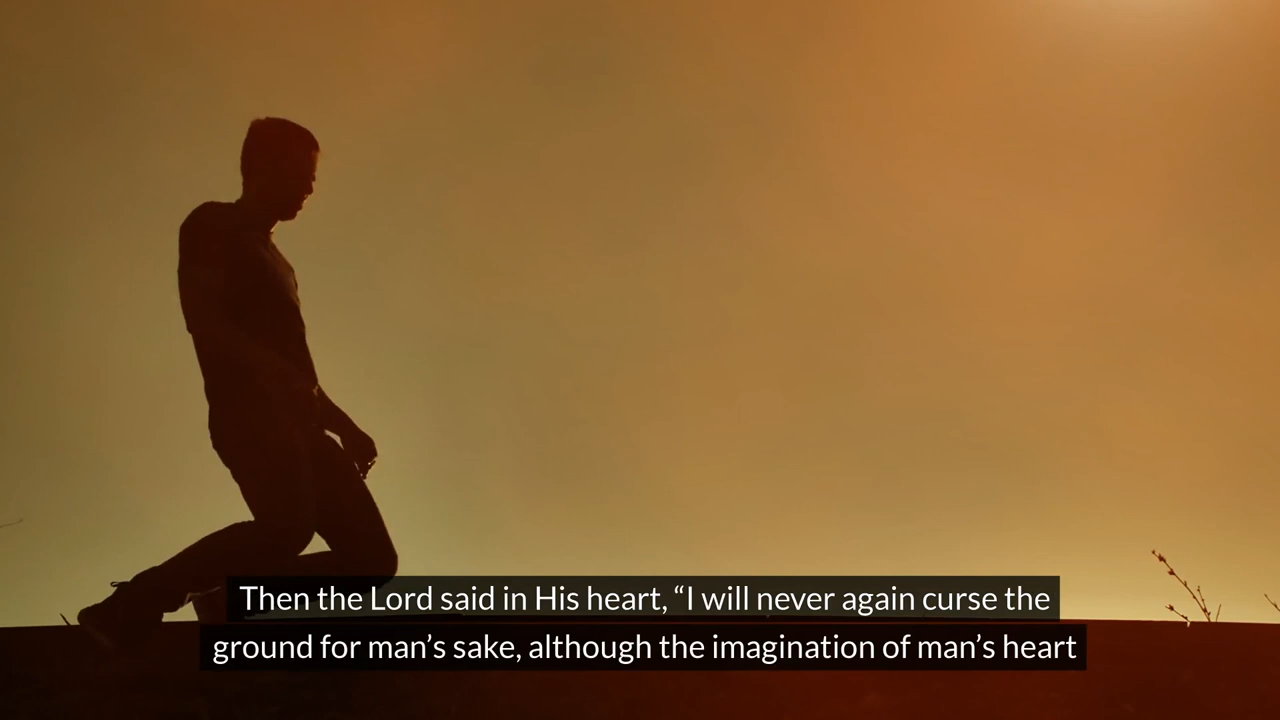 Then the Lord said in His heart, “I will never again curse the
ground for man’s sake, although the imagination of man’s heart